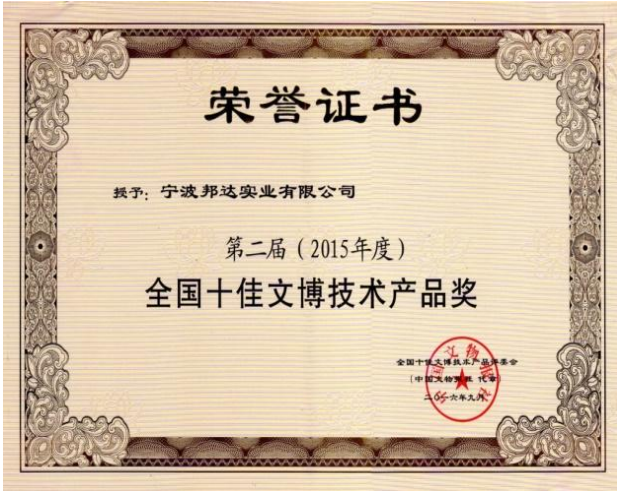 荣誉证书
授予：宁波邦达实业有限公司
第二届（2015年度）
全国十佳文博技术产品奖
全国十佳文博技术产品评委会
（中国文物报社 代章）
二〇一六年九月